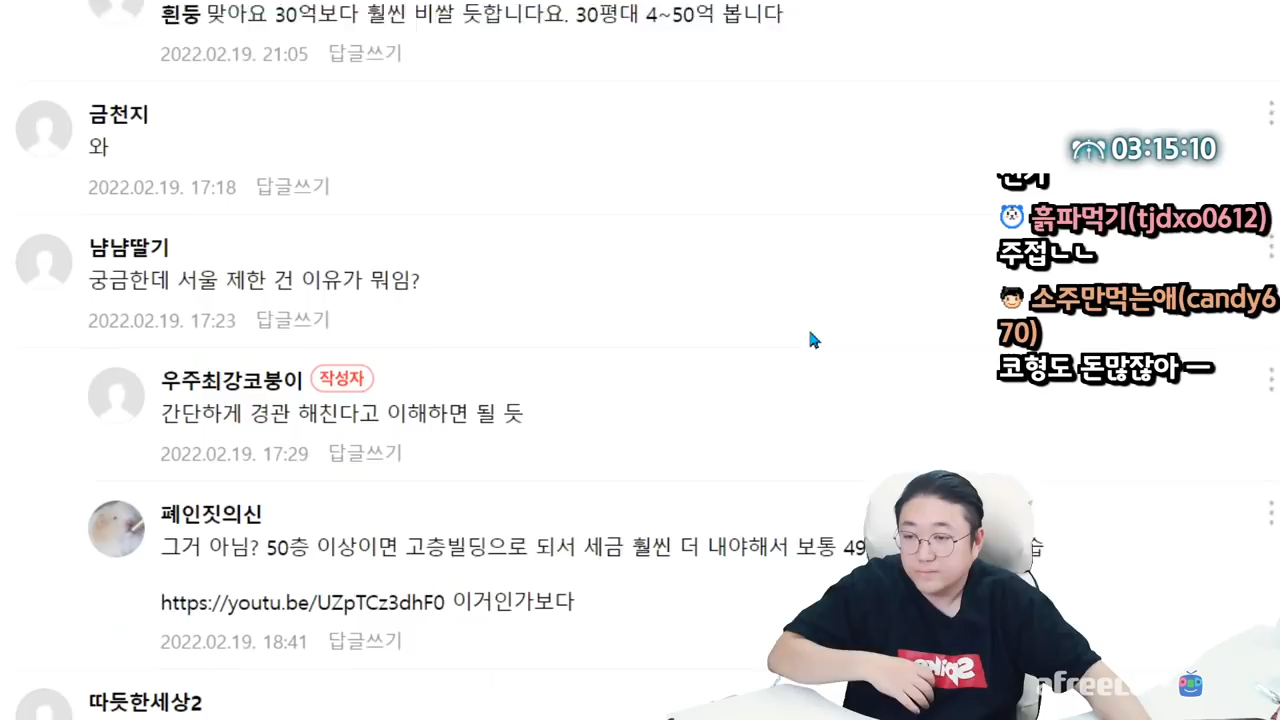 흰둥 맞아요 30억보다 훨씬 비쌀 듯합니다요. 30평대 4~50억 봅니다
2022.02.19. 21:05 답글쓰기
금천지
와
2022.02.19. 17:18 답글쓰기
냠냠딸기
궁금한데 서울 제한 건 이유가 뭐임?
2022.02.19. 17:23 답글쓰기
우주최강코붕이 작성자
간단하게 경관 해친다고 이해하면 될 듯
2022.02.19. 17:29 답글쓰기
폐인짓의신
그거 아님? 50층 이상이면 고층빌딩으로 되서 세금 훨씬 더 내야해서 보통 49
https://youtu.be/UZpTCz3dhF0 이거인가보다
2022.02.19. 18:41 답글쓰기
따듯한세상2
03:15:10
흙파먹기(tjdxo0612)
주접ㄴㄴ
소주만먹는애(candy6
70)
코형도 돈많잖아 ㅡ